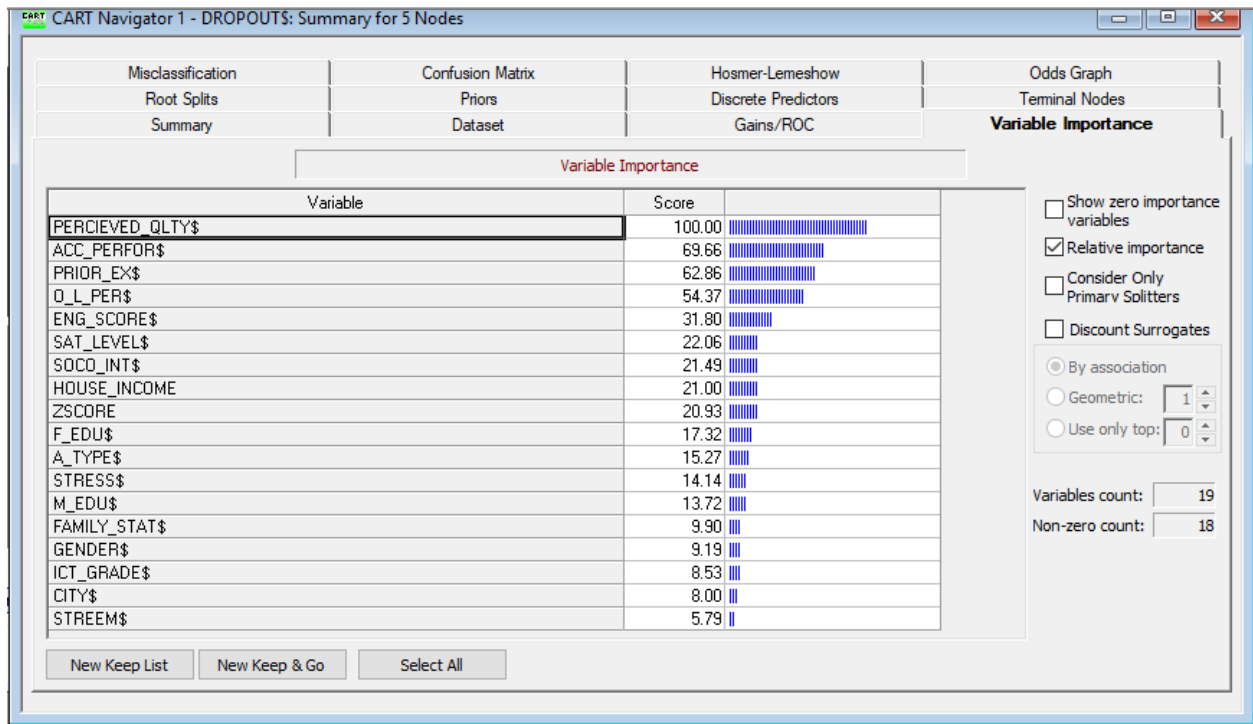 CART CART Navigator 1 - DROPOUT$: Summary for 5 Nodes
Misclassification Confusion Matrix Hosmer-Lemeshow Odds Graph
Root Splits Priors Discrete Predictors Terminal Nodes
Summary Dataset Gains/ROC Variable Importance
Variable Importance
Variable Score
PERCIEVED_QLTY$ 100.00
ACC_PERFOR$ 69.66
PRIOR_EX$ 62.86
O_L_PER$ 54.37
ENG_SCORE$ 31.80
SAT_LEVEL$ 22.06
SOCO_INT$ 21.49
HOUSE_INCOME 21.00
ZSCORE 20.93
F_EDU$ 17.32
A_TYPE$ 15.27
STRESS$ 14.14
M_EDU$ 13.72
FAMILY_STAT$ 9.90
GENDER$ 9.19
ICT_GRADE$ 8.53
CITY$ 8.00
STREEM$ 5.79
Show zero importance
variables
Relative importance
Consider Only
Primary Splitters
Discount Surrogates
By association
Geometric: 1
Use only top: 0
Variables count: 19
Non-zero count: 18
New Keep List New Keep & Go Select All